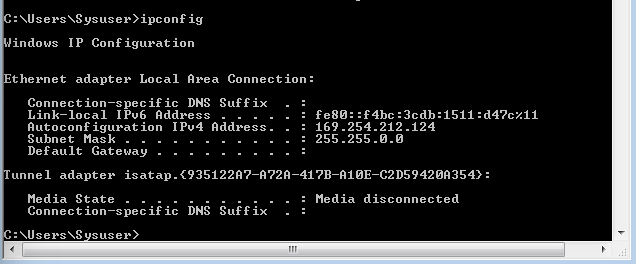 C:\Users\Sysuser>ipconfig
Windows IP Configuration
Ethernet adapter Local Area Connection:
   Connection-specific DNS Suffix  . :
   Link-local IPv6 Address . . . . . : fe80::f4bc:3cdb:1511:d47c%11
   Autoconfiguration IPv4 Address. . : 169.254.212.124
   Subnet Mask . . . . . . . . . . . : 255.255.0.0
   Default Gateway . . . . . . . . . :
Tunnel adapter isatap.{935122A7-A72A-417B-A10E-C2D59420A354}:
   Media State . . . . . . . . . . . : Media disconnected
   Connection-specific DNS Suffix  . :
C:\Users\Sysuser>